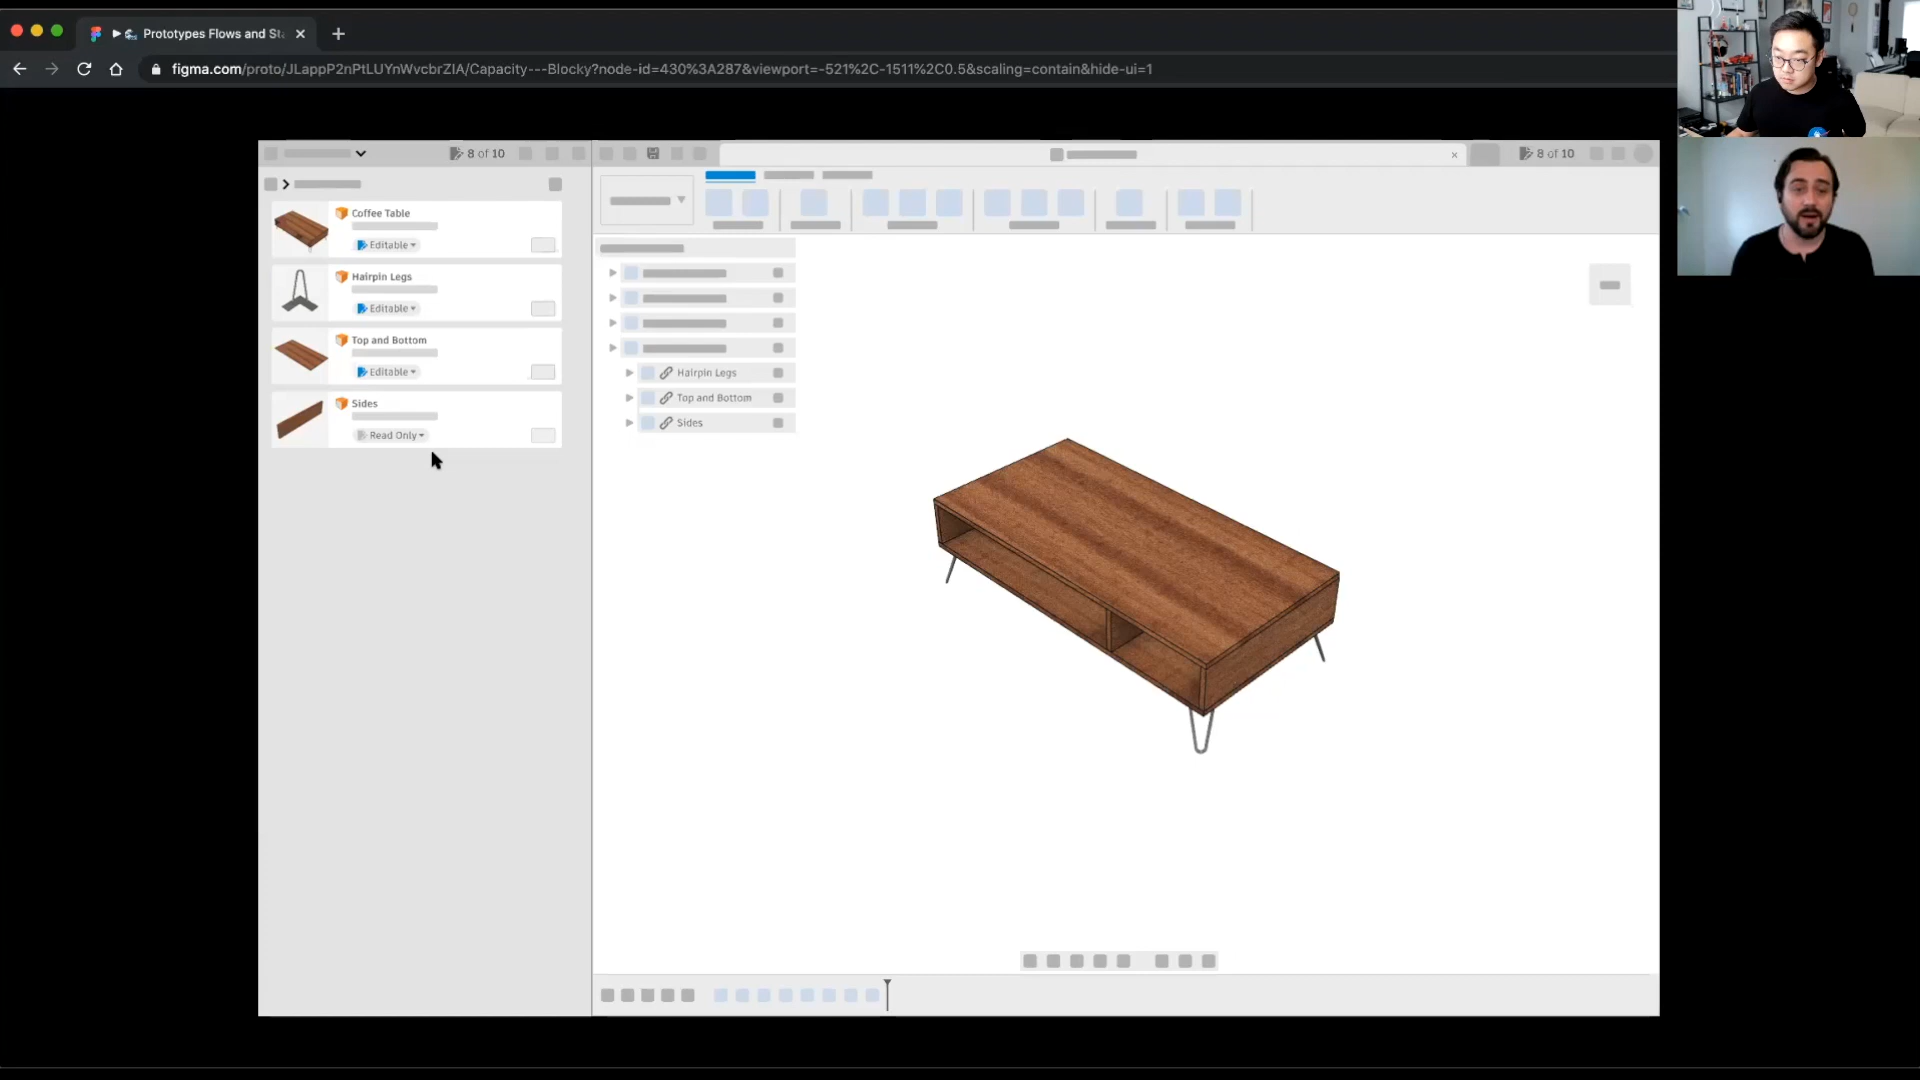 Prototypes Flows and St
figma.com/proto/JLappP2nPtLUYnWvcbrZIA/Capacity---Blocky?node-id=430%3A287&viewport=-521%2C-1511%2C0.5&scaling=contain&hide-ui=1
8 of 10
8 of 10
Coffee Table
Editable
Hairpin Legs
Editable
Top and Bottom
Editable
Sides
Read Only
Hairpin Legs
Top and Bottom
Sides